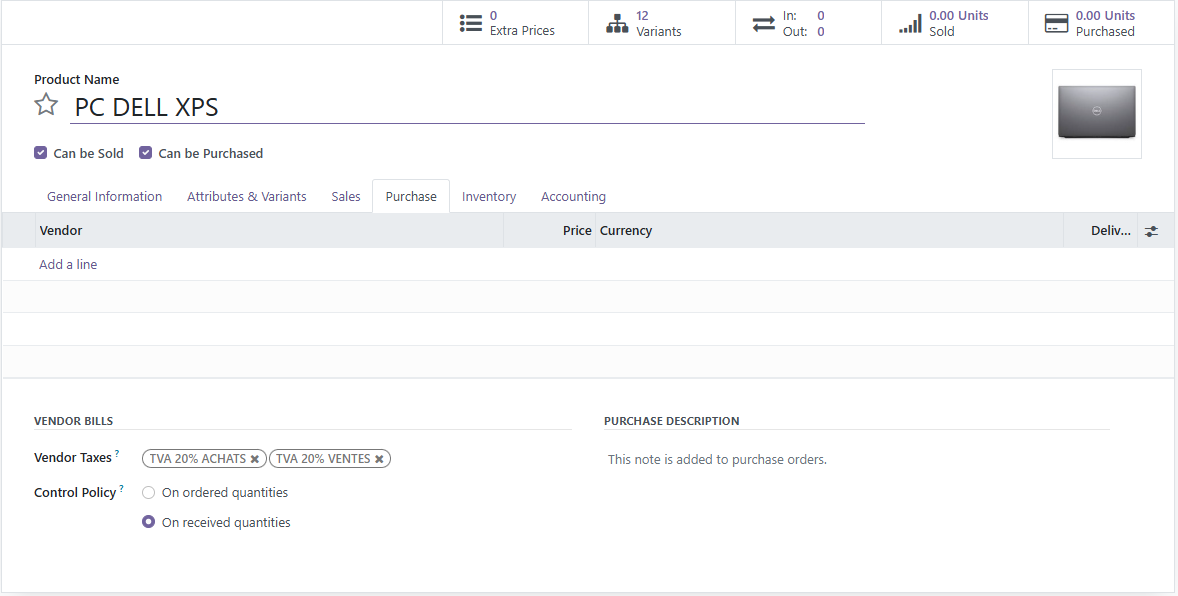 0
Extra Prices
12
Variants
In: 0
Out: 0
0.00 Units
Sold
0.00 Units
Purchased
Product Name
PC DELL XPS
Can be Sold Can be Purchased
General Information Attributes & Variants Sales Purchase Inventory Accounting
Vendor Price Currency Deliv...
Add a line
VENDOR BILLS
Vendor Taxes ? TVA 20% ACHATS ✖ TVA 20% VENTES ✖
Control Policy ? On ordered quantities
On received quantities
PURCHASE DESCRIPTION
This note is added to purchase orders.